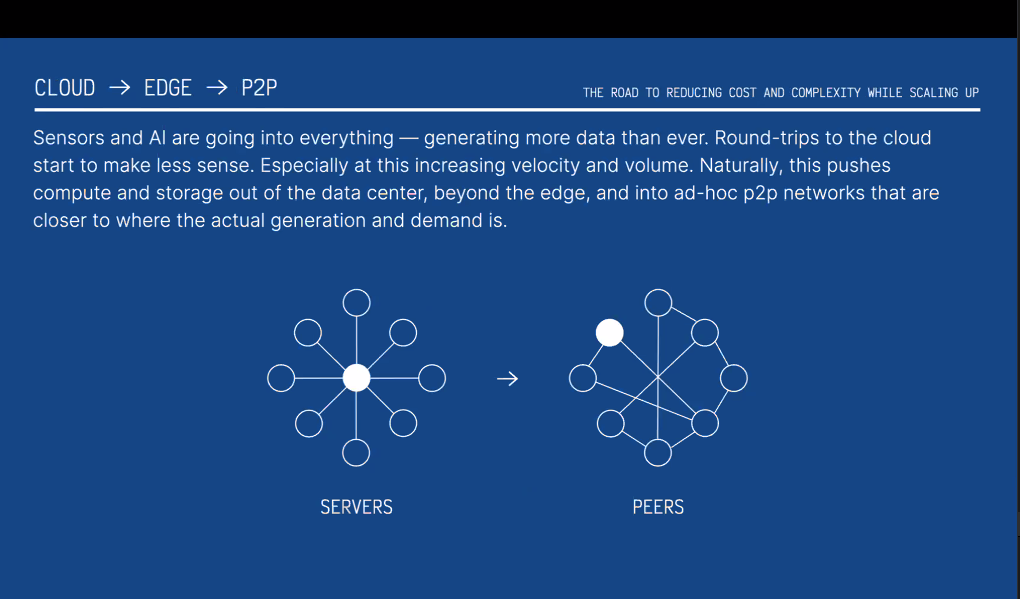 CLOUD → EDGE → P2P
THE ROAD TO REDUCING COST AND COMPLEXITY WHILE SCALING UP
Sensors and AI are going into everything — generating more data than ever. Round-trips to the cloud
start to make less sense. Especially at this increasing velocity and volume. Naturally, this pushes
compute and storage out of the data center, beyond the edge, and into ad-hoc p2p networks that are
closer to where the actual generation and demand is.
→
SERVERS
PEERS